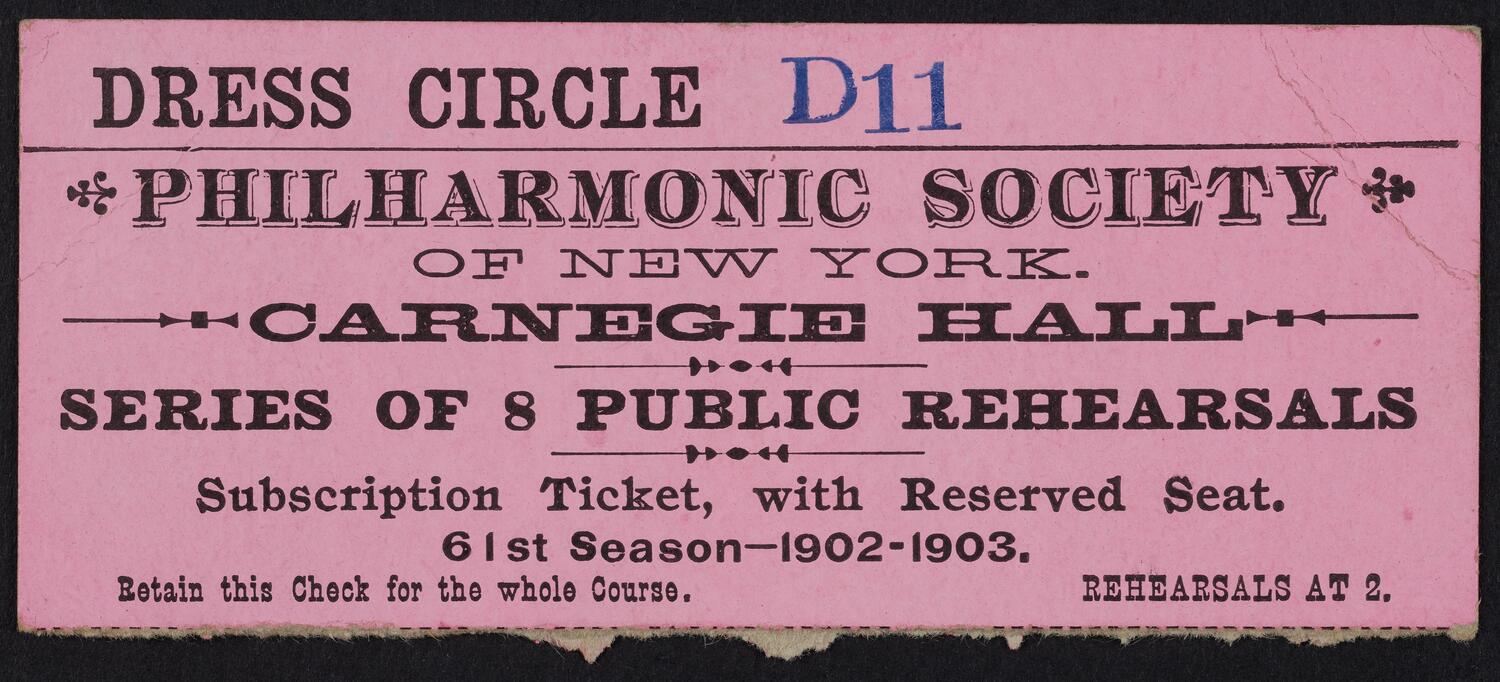 DRESS CIRCLE D11
PHILHARMONIC SOCIETY
OF NEW YORK.
CARNEGIE HALL
SERIES OF 8 PUBLIC REHEARSALS
Subscription Ticket, with Reserved Seat.
61st Season—1902-1903.
Retain this Check for the whole Course. REHEARSALS AT 2.